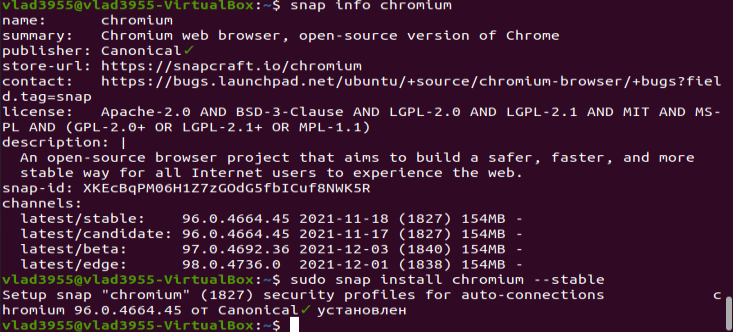 vlad3955@vlad3955-VirtualBox:~$ snap info chromium
name:      chromium
summary:   Chromium web browser, open-source version of Chrome
publisher: Canonical✓
store-url: https://snapcraft.io/chromium
contact:   https://bugs.launchpad.net/ubuntu/+source/chromium-browser/+bugs?fiel
d.tag=snap
license:   Apache-2.0 AND BSD-3-Clause AND LGPL-2.0 AND LGPL-2.1 AND MIT AND MS-
PL AND (GPL-2.0+ OR LGPL-2.1+ OR MPL-1.1)
description: |
  An open-source browser project that aims to build a safer, faster, and more
  stable way for all Internet users to experience the web.
snap-id: XKEcBqPM06H1Z7zGOdG5fbICuf8NWK5R
channels:
  latest/stable:    96.0.4664.45 2021-11-18 (1827) 154MB -
  latest/candidate: 96.0.4664.45 2021-11-17 (1827) 154MB -
  latest/beta:      97.0.4692.36 2021-12-03 (1840) 154MB -
  latest/edge:      98.0.4736.0  2021-12-01 (1838) 154MB -
vlad3955@vlad3955-VirtualBox:~$ sudo snap install chromium --stable
Setup snap "chromium" (1827) security profiles for auto-connections            c
hromium 96.0.4664.45 от Canonical✓ установлен
vlad3955@vlad3955-VirtualBox:~$